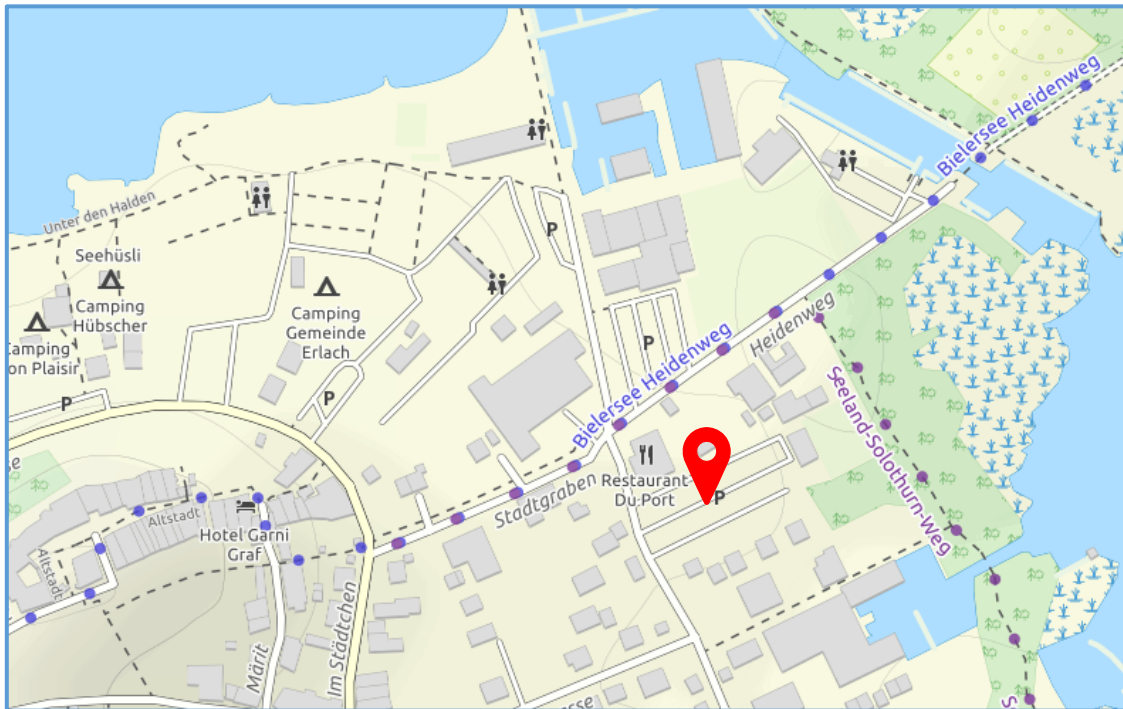 Bielersee Heidenweg
Unter den Halden
Seehüsli
Camping
Hübscher
Camping
Gemeinde
Erlach
P
P
Camping
on Plaisir
P
P
Heidenweg
Bielersee Heidenweg
Seeland-Solothurn-Weg
Restaurant
Du Port
P
Stadtgraben
Altstadt
Hotel Garni
Graf
Altstadt
Märit
Im Städtchen
sse
S